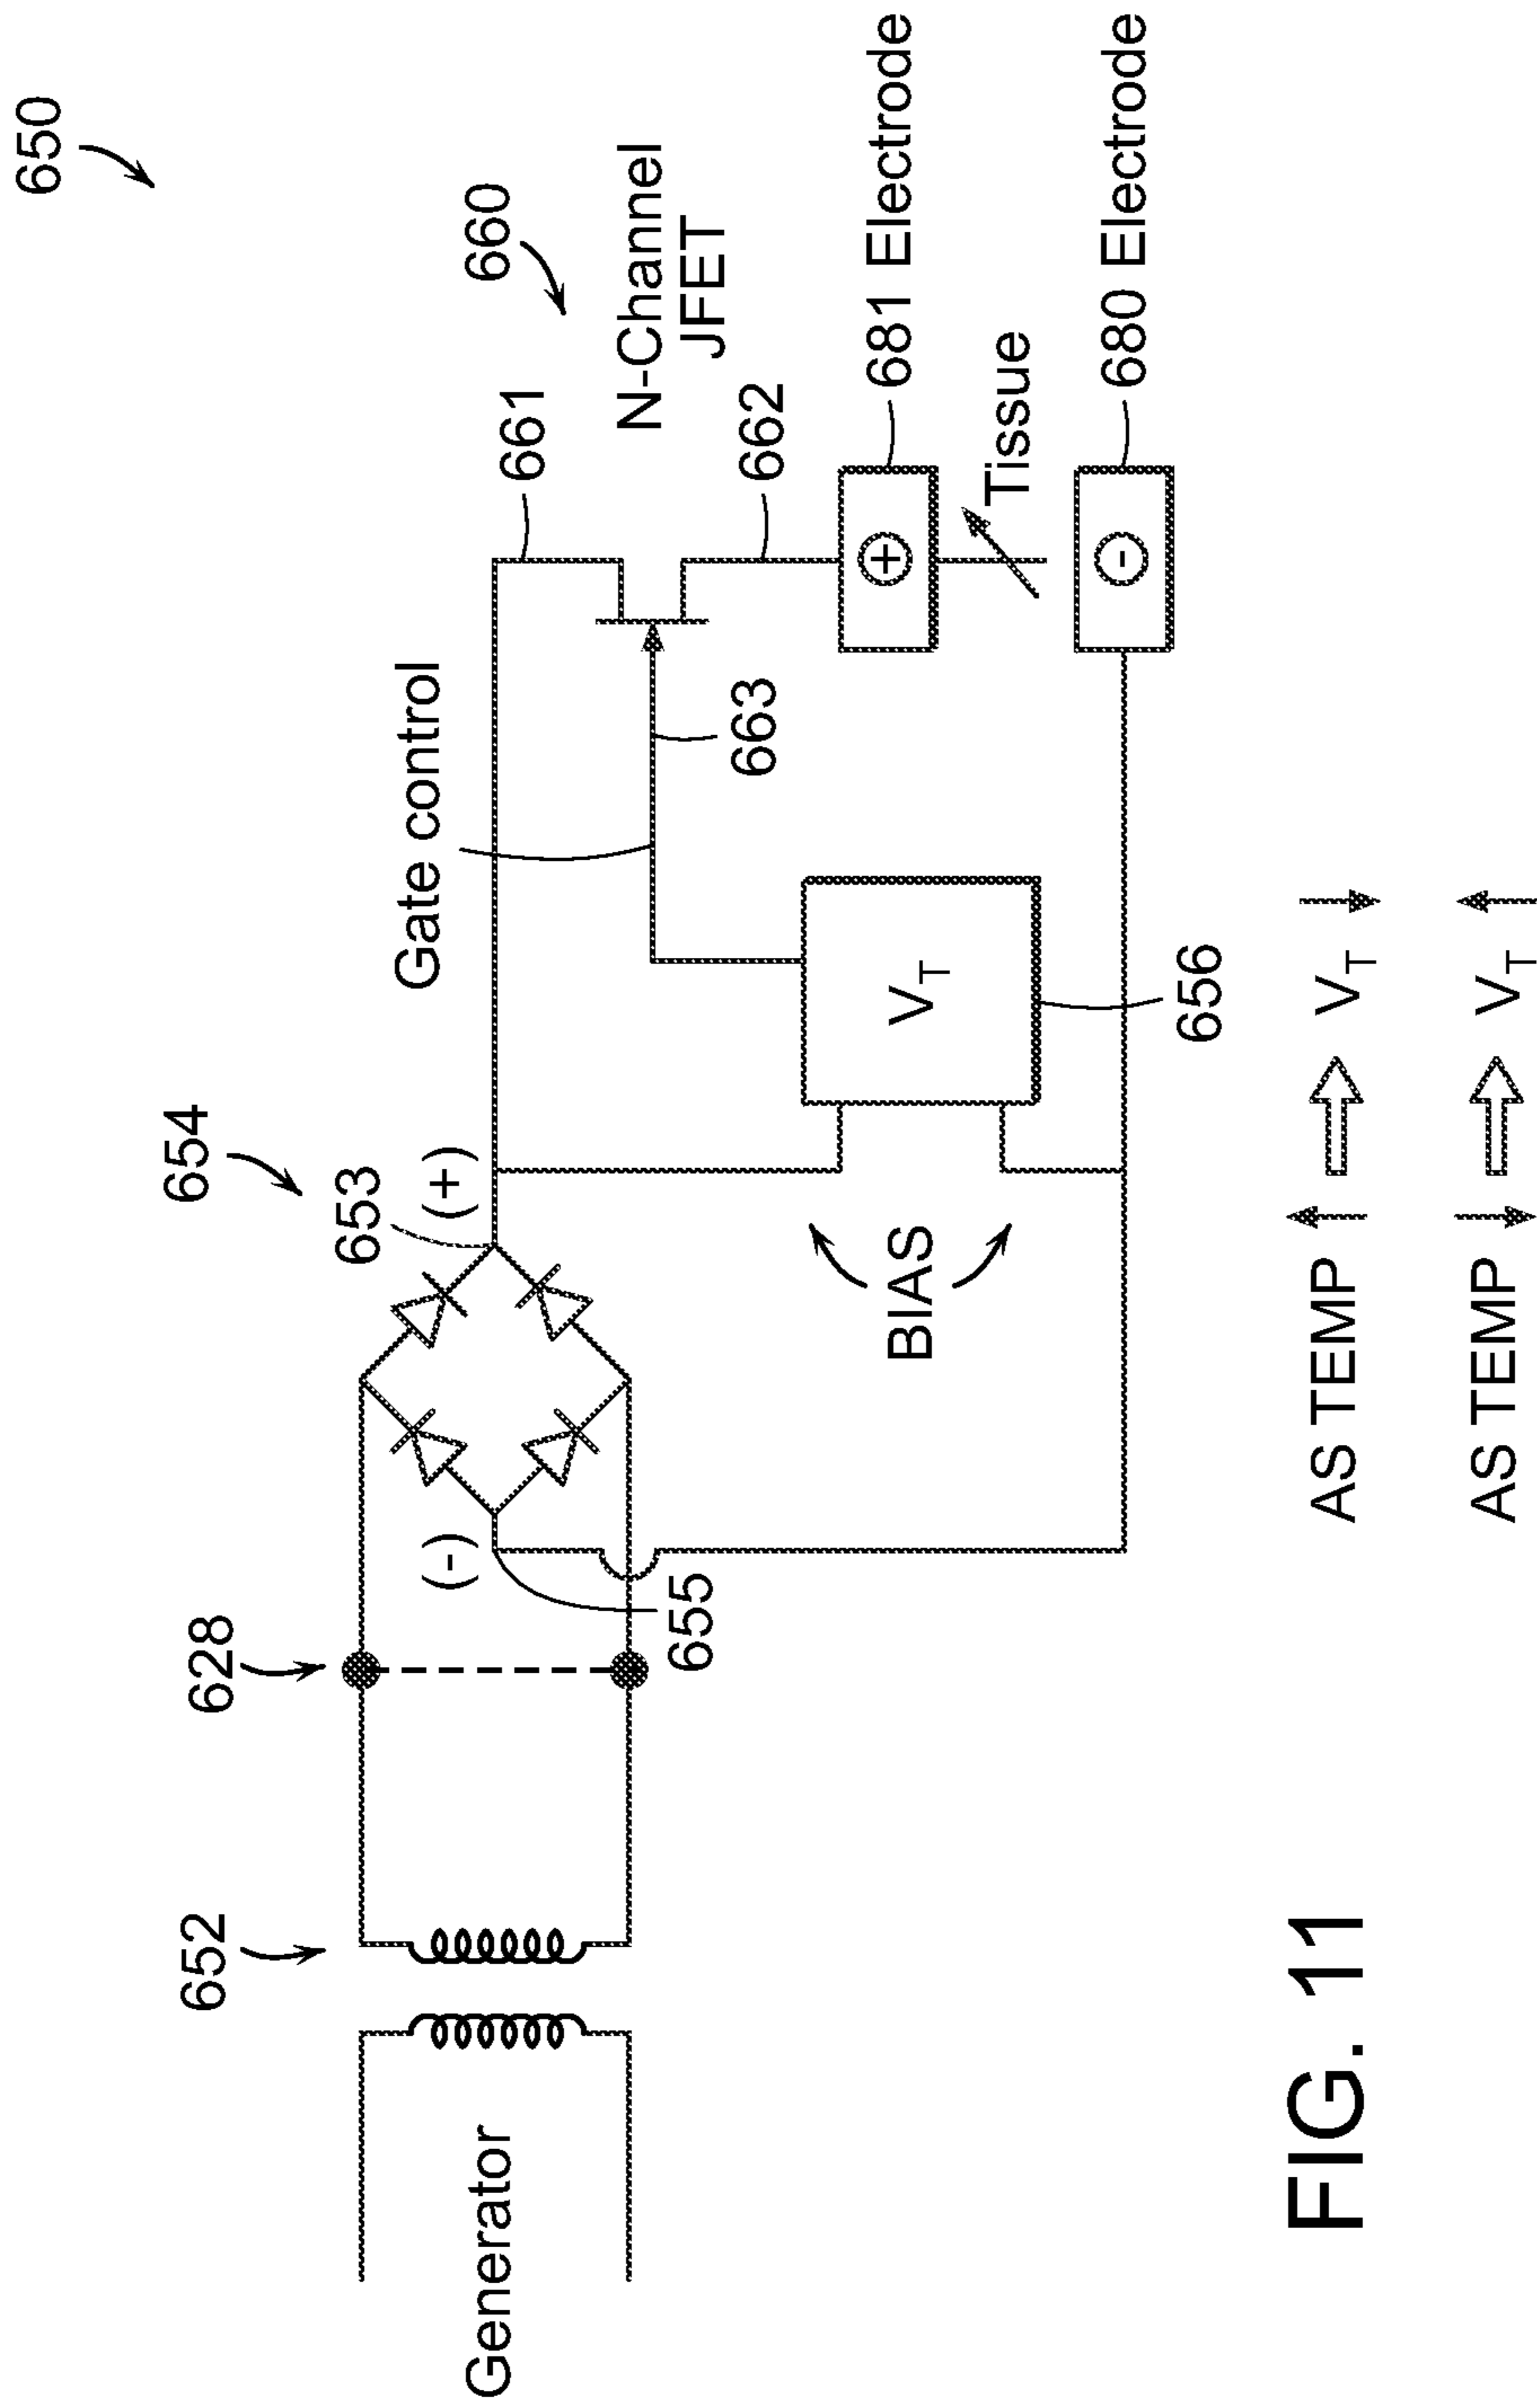 650
654
653
(+)
Gate control
660
661
N-Channel
JFET
652
628
(-)
655
Generator
663
662
681 Electrode
+
Tissue
BIAS
V_T
656
680 Electrode
-
AS TEMP ↑ ⇨ V_T ↓
AS TEMP ↓ ⇨ V_T ↑
FIG. 11